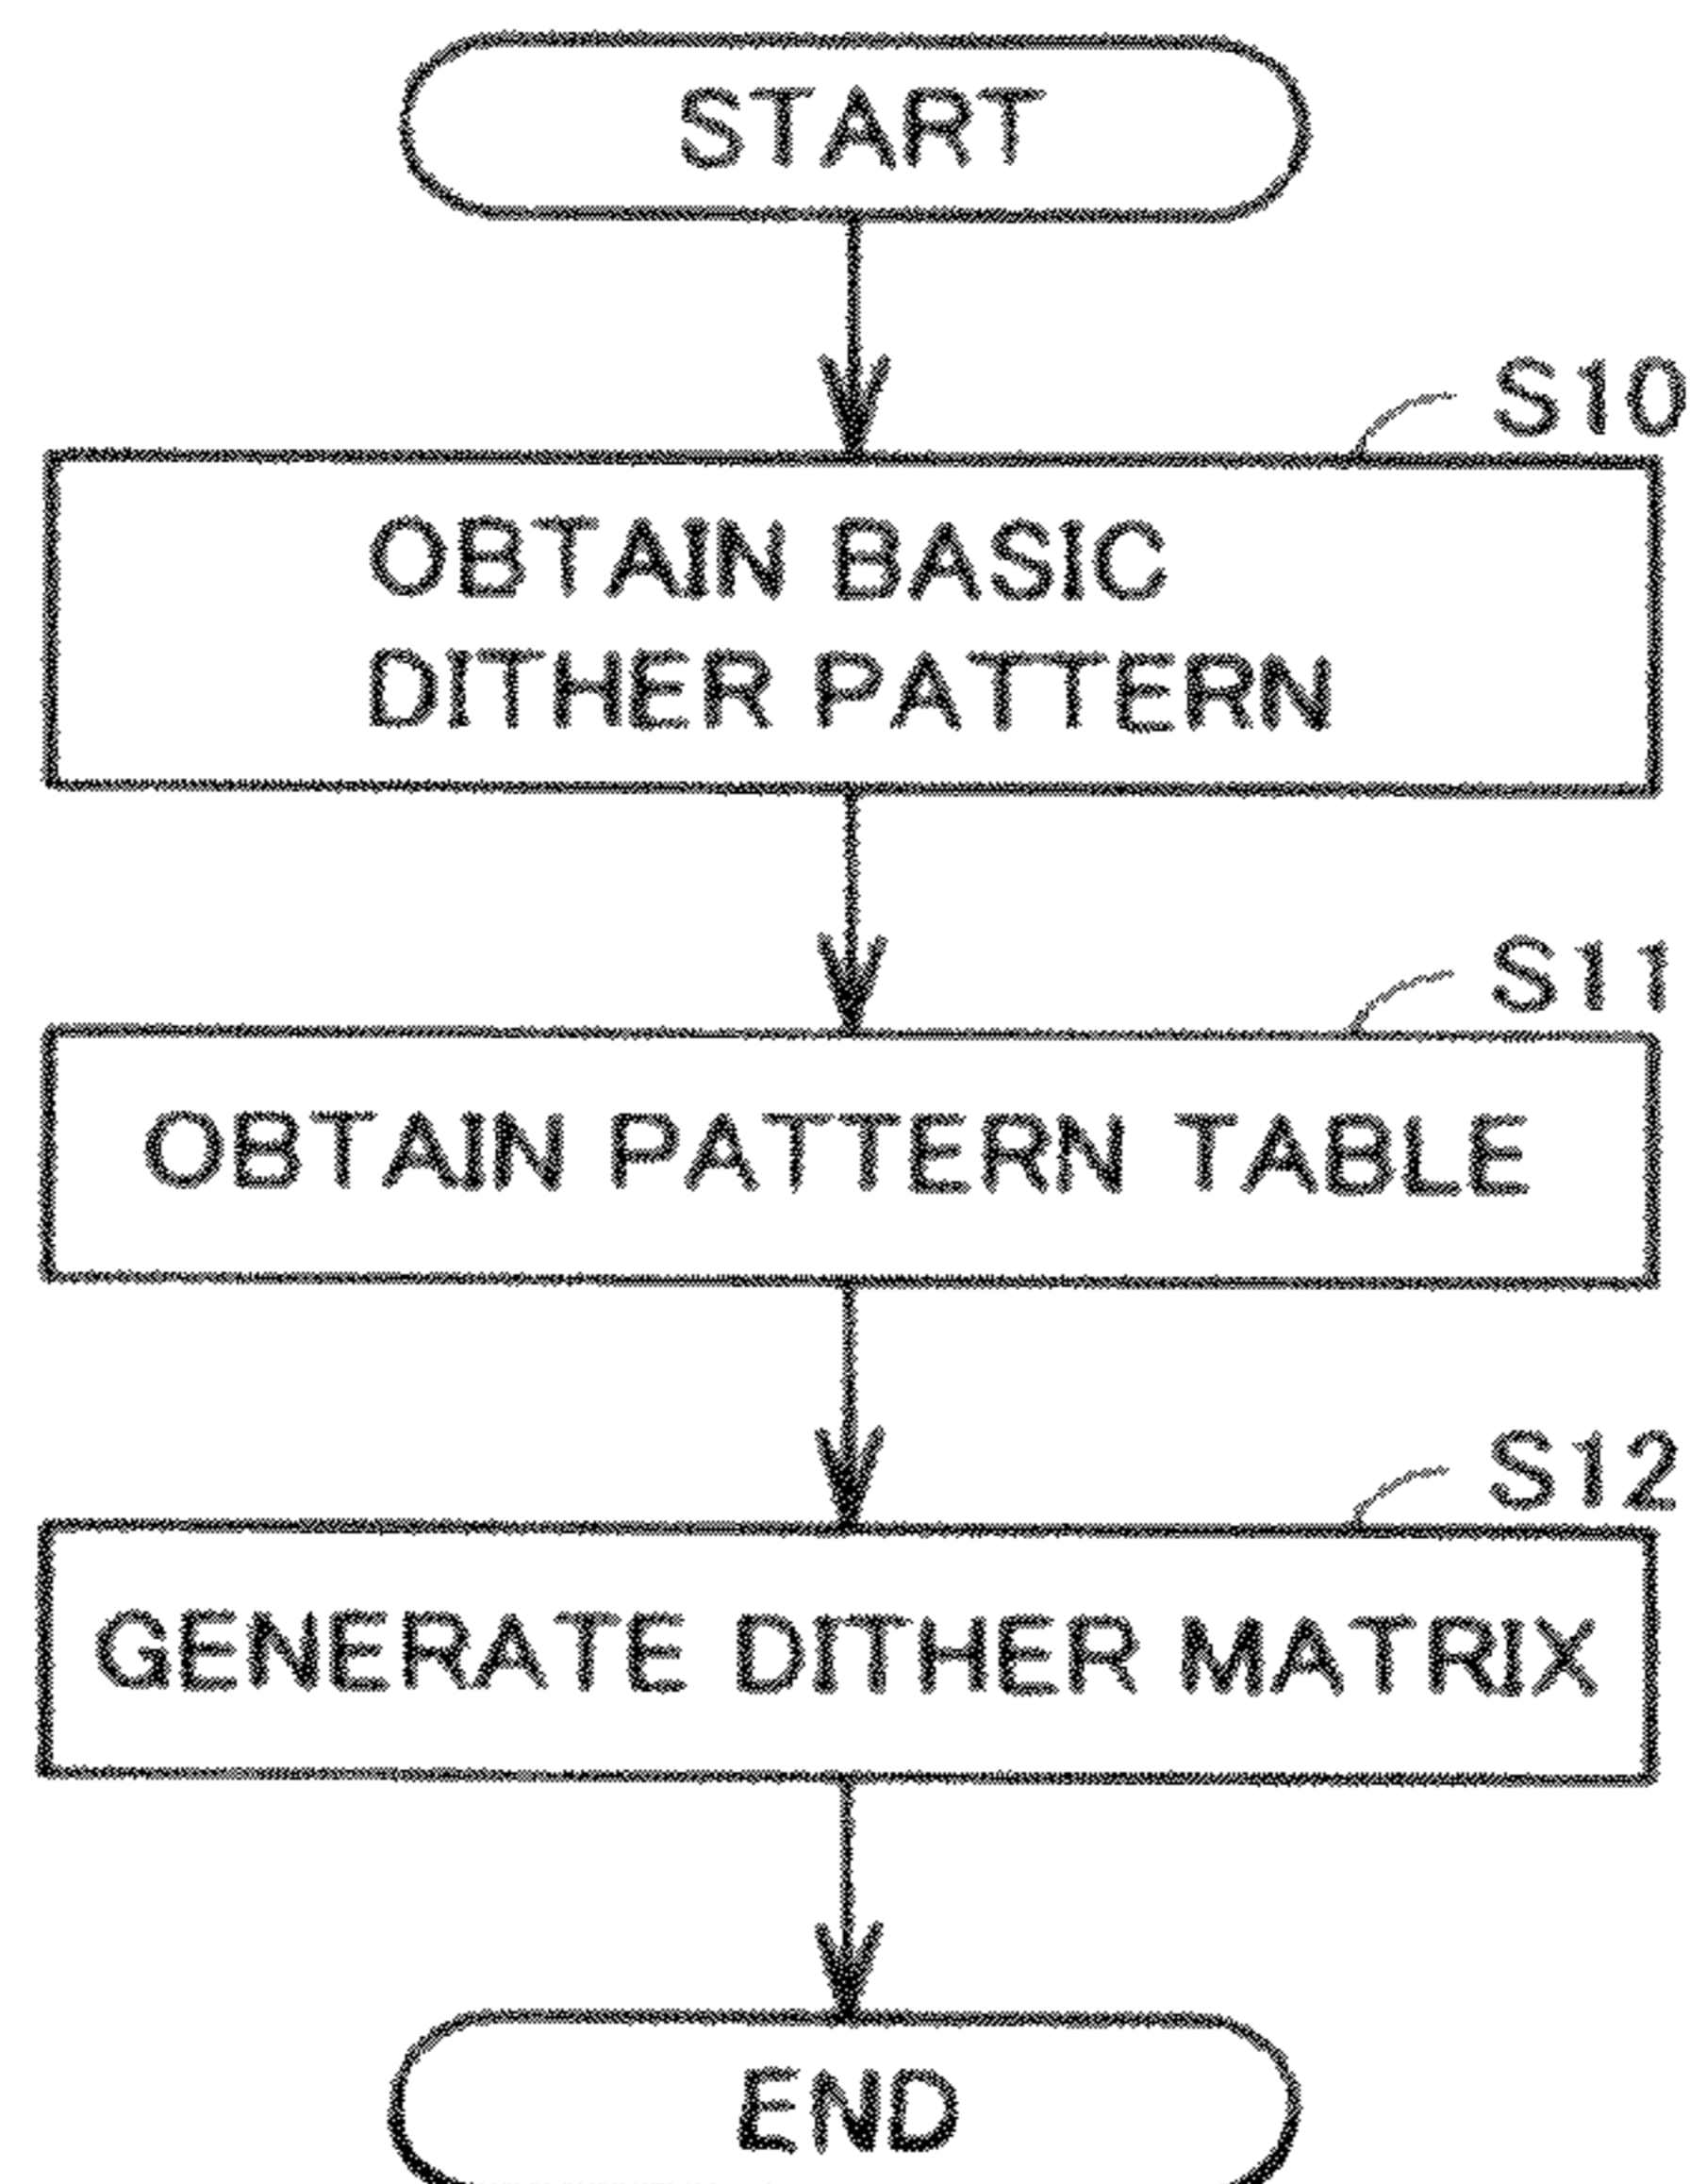 START
S10
OBTAIN BASIC
DITHER PATTERN
S11
OBTAIN PATTERN TABLE
S12
GENERATE DITHER MATRIX
END